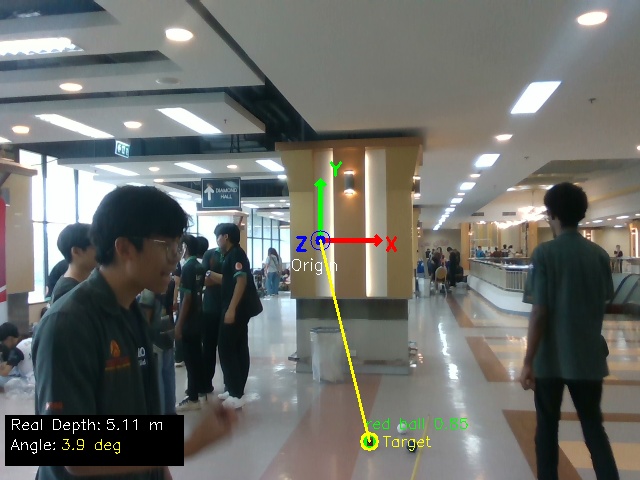 DIAMOND
HALL
Y
Z
X
Origin
red ball 0.85
Target
Real Depth: 5.11 m
Angle: 3.9 deg